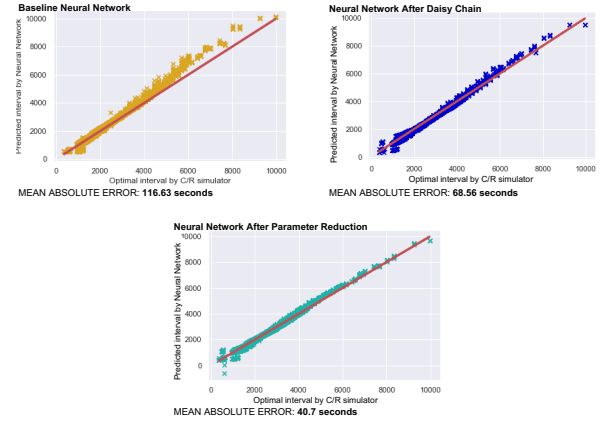 Baseline Neural Network
Predicted interval by Neural Network
10000
8000
6000
4000
2000
0
0 2000 4000 6000 8000 10000
Optimal interval by C/R simulator
MEAN ABSOLUTE ERROR: 116.63 seconds
Neural Network After Daisy Chain
Predicted interval by Neural Network
10000
8000
6000
4000
2000
0
0 2000 4000 6000 8000 10000
Optimal interval by C/R simulator
MEAN ABSOLUTE ERROR: 68.56 seconds
Neural Network After Parameter Reduction
Predicted interval by Neural Network
10000
8000
6000
4000
2000
0
0 2000 4000 6000 8000 10000
Optimal interval by C/R simulator
MEAN ABSOLUTE ERROR: 40.7 seconds